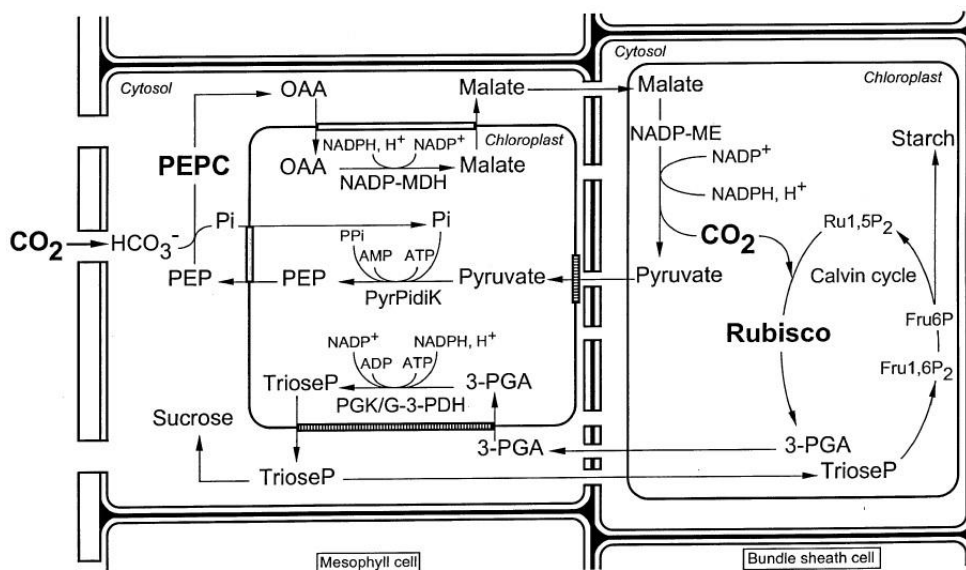 Cytosol
OAA
Malate
NADPH, H+ NADP+
Chloroplast
OAA
Malate
NADP-MDH
PEPC
Pi
Pi
CO2
HCO3-
PPi
AMP ATP
PEP
PEP
Pyruvate
PyrPidiK
NADP+ NADPH, H+
ADP ATP
TrioseP
3-PGA
PGK/G-3-PDH
Sucrose
3-PGA
TrioseP
Mesophyll cell
Cytosol
Chloroplast
Malate
NADP-ME
NADP+
NADPH, H+
Starch
CO2
Ru1,5P2
Pyruvate
Calvin cycle
Rubisco
Fru6P
Fru1,6P2
3-PGA
TrioseP
Bundle sheath cell